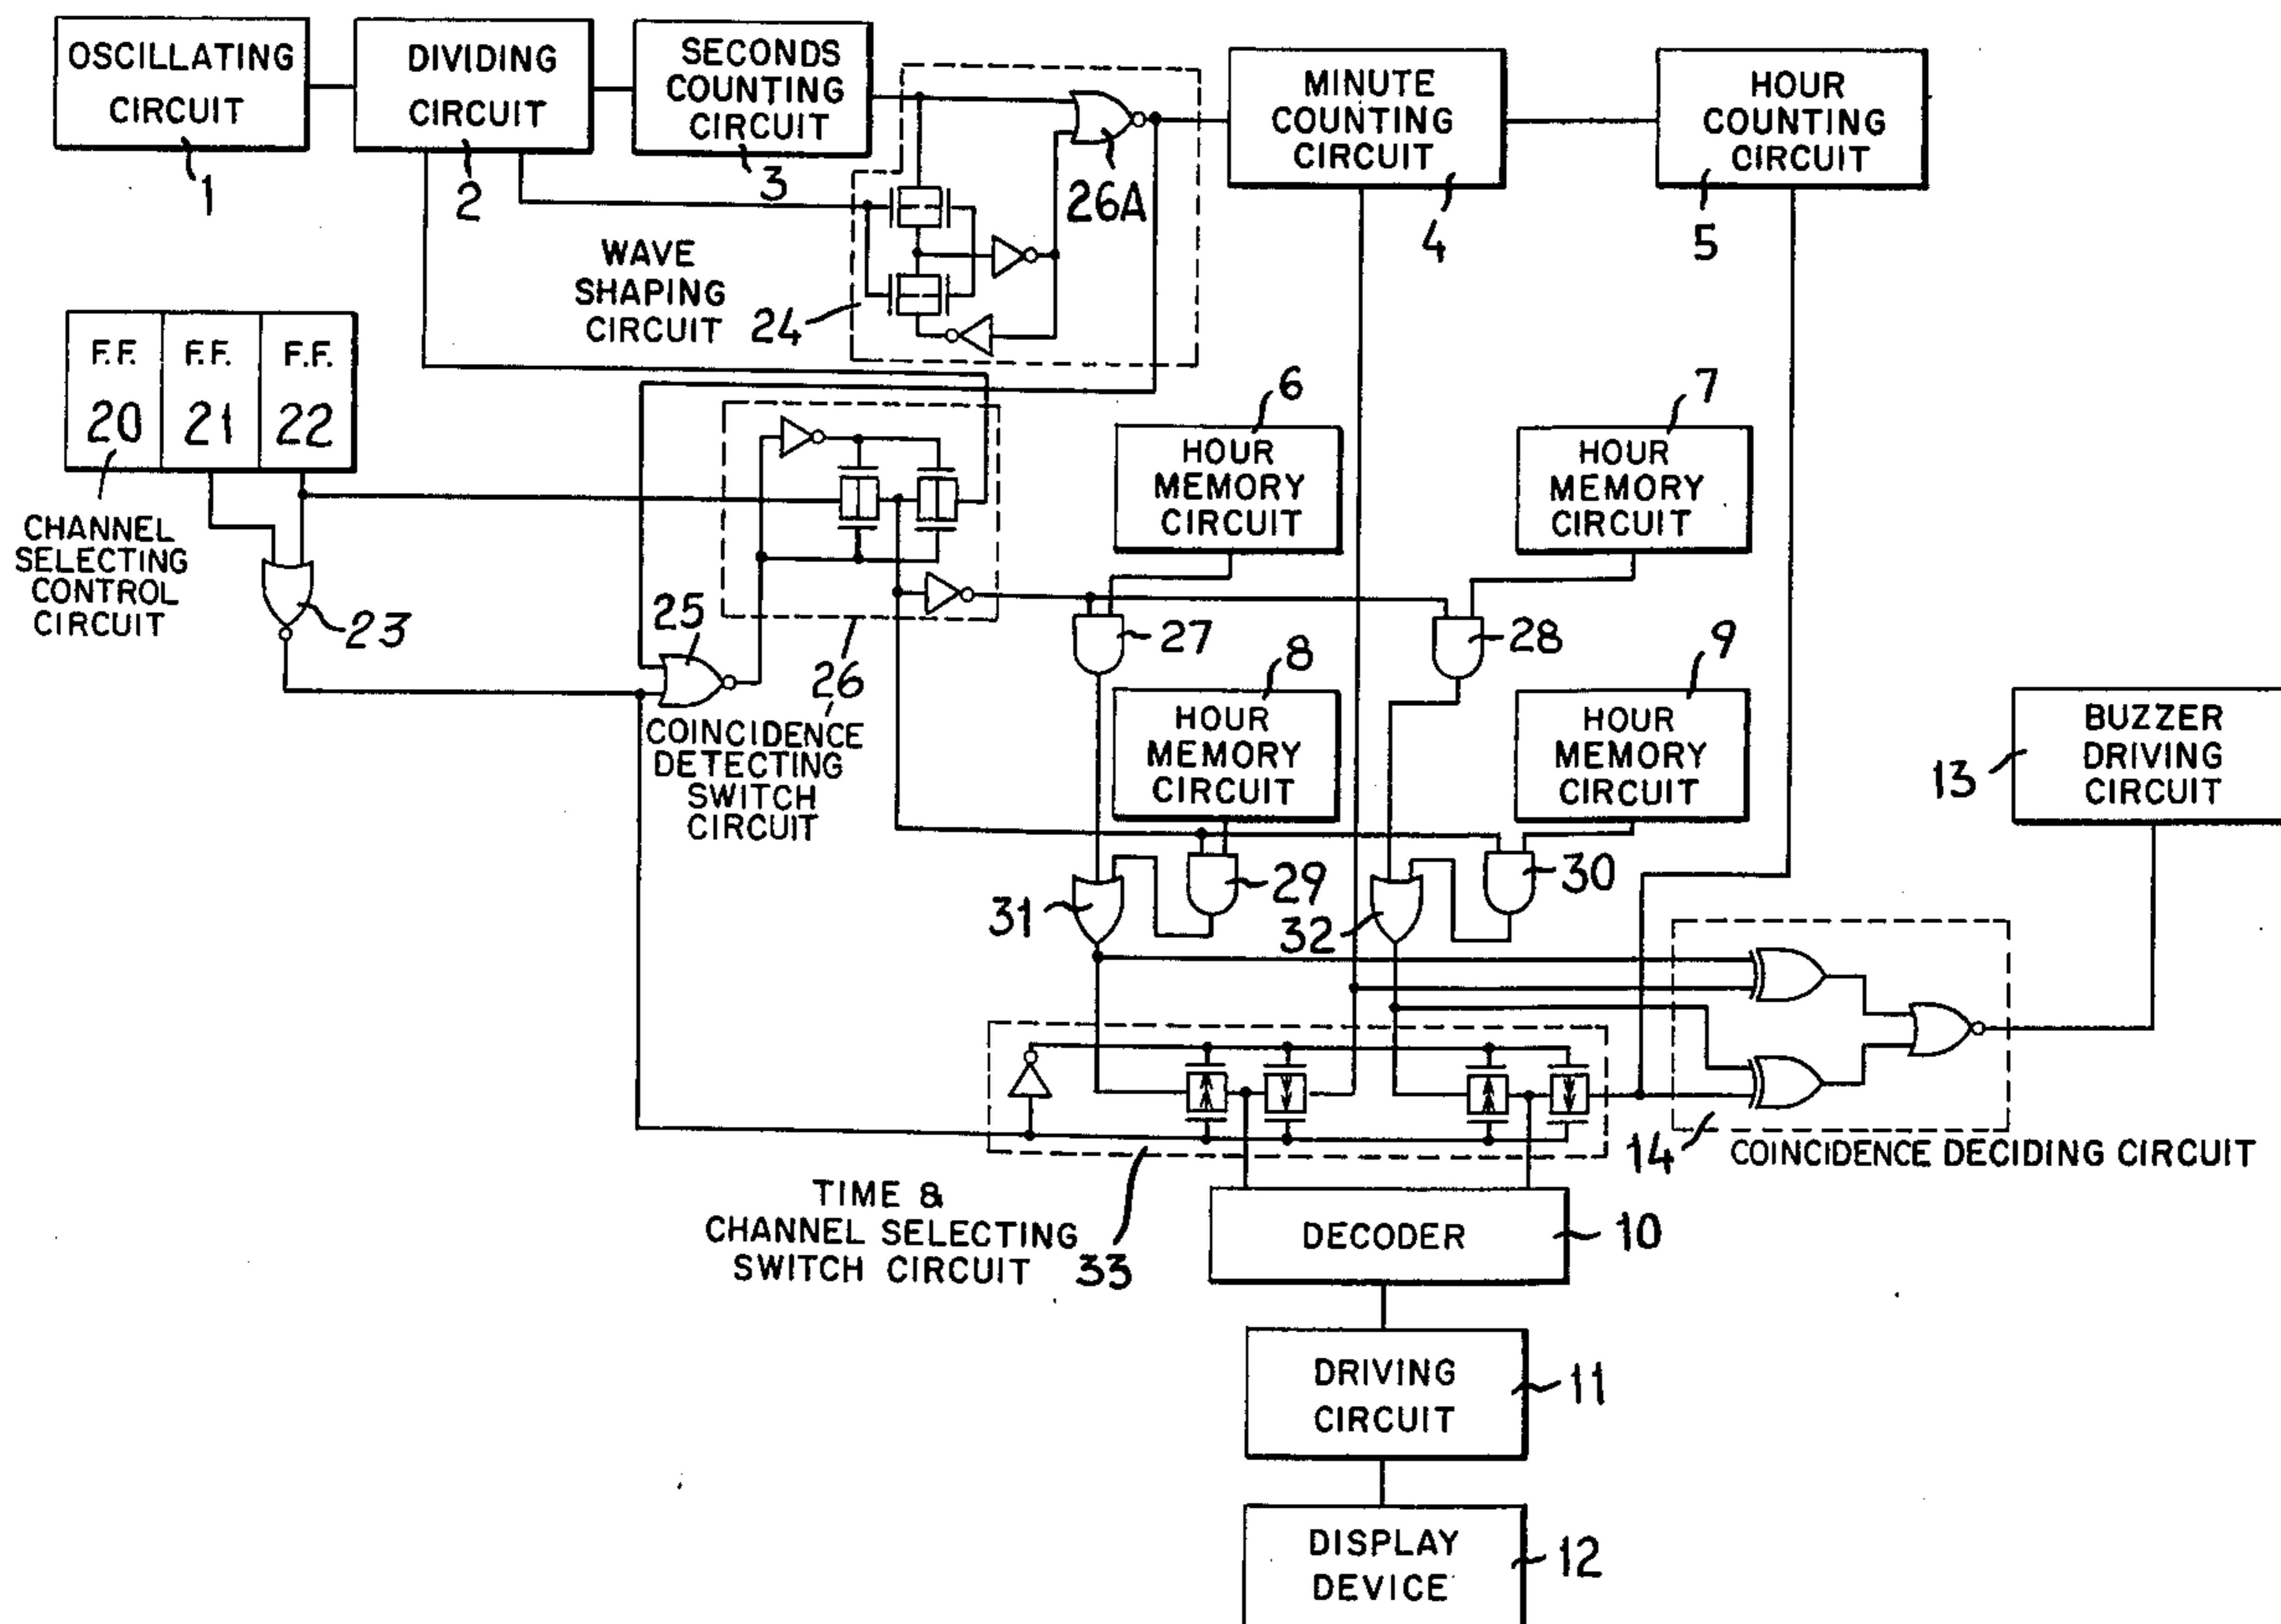 OSCILLATING
CIRCUIT
1
DIVIDING
CIRCUIT
2
SECONDS
COUNTING
CIRCUIT
3
26A
MINUTE
COUNTING
CIRCUIT
4
HOUR
COUNTING
CIRCUIT
5
WAVE
SHAPING
CIRCUIT
24
F.F.
20
F.F.
21
F.F.
22
CHANNEL
SELECTING
CONTROL
CIRCUIT
23
25
26
COINCIDENCE
DETECTING
SWITCH
CIRCUIT
6
HOUR
MEMORY
CIRCUIT
7
HOUR
MEMORY
CIRCUIT
27
28
8
HOUR
MEMORY
CIRCUIT
9
HOUR
MEMORY
CIRCUIT
29
30
31
32
BUZZER
DRIVING
CIRCUIT
13
14
COINCIDENCE DECIDING CIRCUIT
TIME &
CHANNEL SELECTING
SWITCH CIRCUIT
33
DECODER
10
DRIVING
CIRCUIT
11
DISPLAY
DEVICE
12